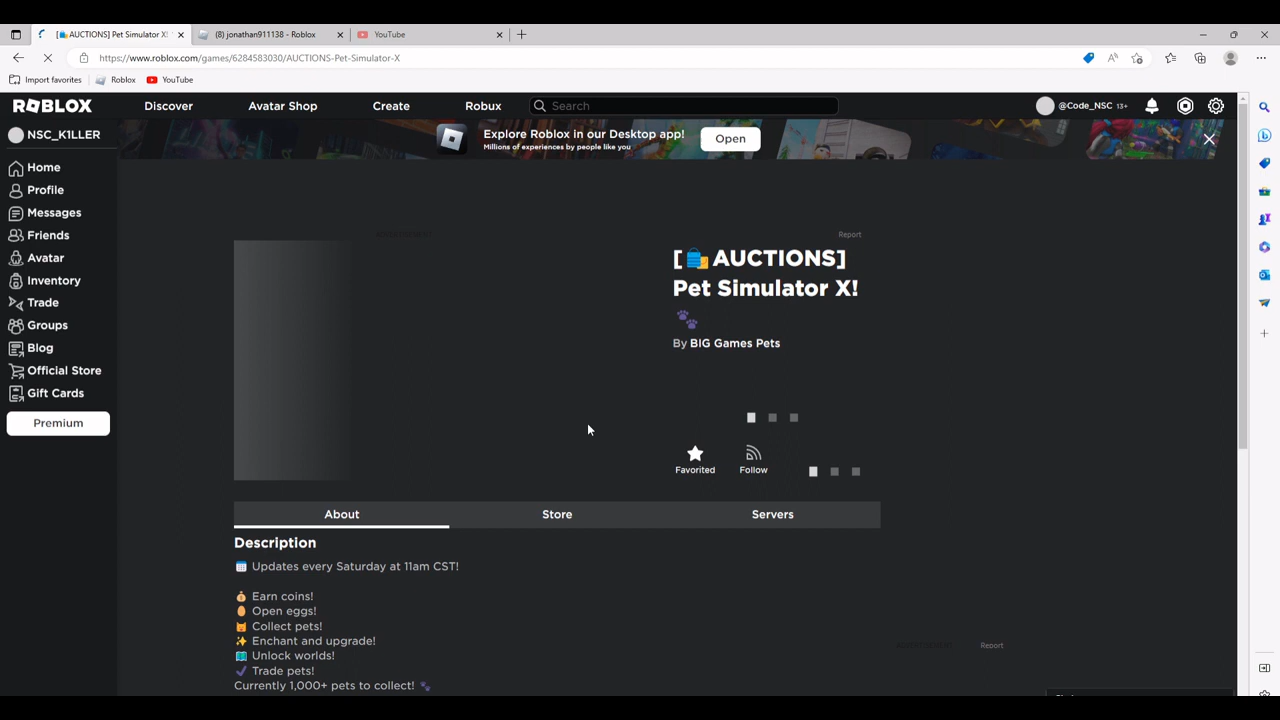 [🛍️AUCTIONS] Pet Simulator X!
(8) jonathan911138 - Roblox
YouTube
https://www.roblox.com/games/6284583030/AUCTIONS-Pet-Simulator-X
Import favorites
Roblox
YouTube
ROBLOX
Discover
Avatar Shop
Create
Robux
Search
@Code_NSC 13+
NSC_K1LLER
Explore Roblox in our Desktop app!
Millions of experiences by people like you
Open
Home
Profile
Messages
Friends
Avatar
Inventory
Trade
Groups
Blog
Official Store
Gift Cards
Premium
ADVERTISEMENT
Report
[🛍️AUCTIONS]
Pet Simulator X!
🐾
By BIG Games Pets
Favorited
Follow
About
Store
Servers
Description
🗓️ Updates every Saturday at 11am CST!
💰 Earn coins!
🥚 Open eggs!
🐱 Collect pets!
✨ Enchant and upgrade!
🗺️ Unlock worlds!
✔️ Trade pets!
Currently 1,000+ pets to collect! 🐾
ADVERTISEMENT
Report